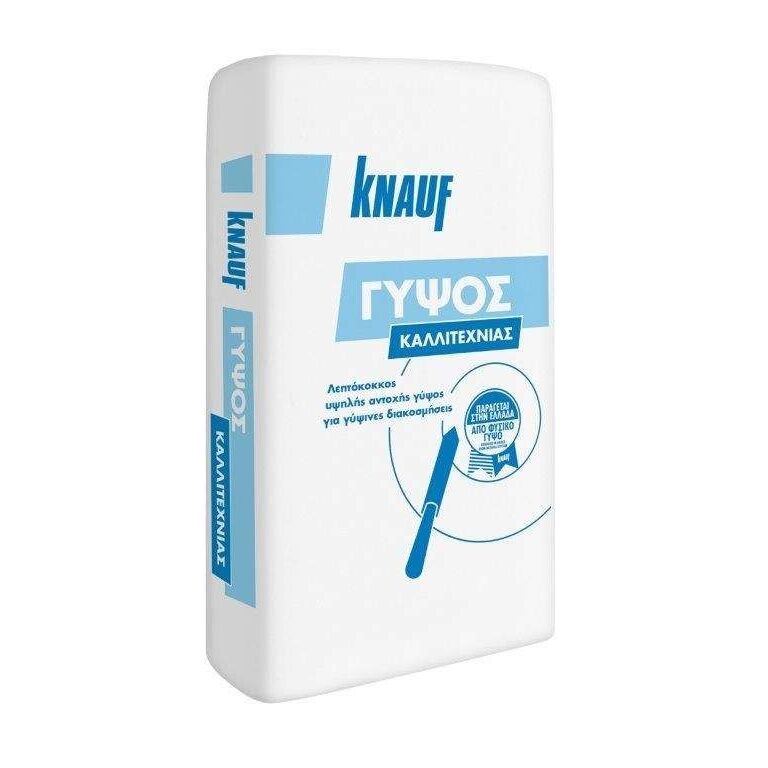 KNAUF
ΓΥΨΟΣ
ΚΑΛΛΙΤΕΧΝΙΑΣ
Λεπτόκοκκος
υψηλής αντοχής γύψος
για γύψινες διακοσμήσεις
ΠΑΡΑΓΕΤΑΙ
ΣΤΗΝ ΕΛΛΑΔΑ
ΑΠΟ ΦΥΣΙΚΟ
ΓΥΨΟ
KNAUF
KNAUF
ΓΥΨΟΣ
ΚΑΛΛΙΤΕΧΝΙΑΣ